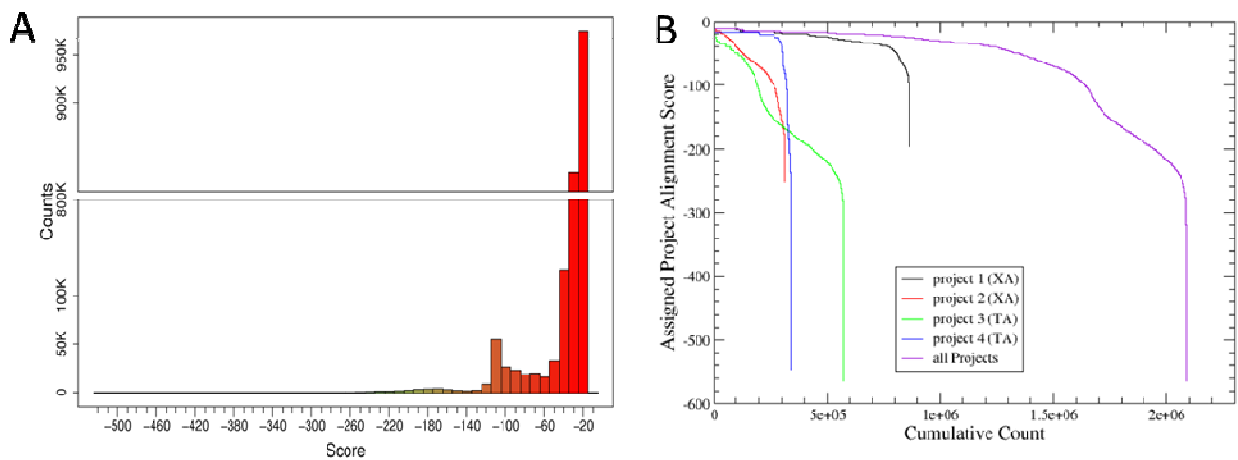 A
950K
900K
800K
100K
50K
0
Counts
-500
-460
-420
-380
-340
-300
-260
-220
-180
-140
-100
-60
-20
Score
B
0
-100
-200
-300
-400
-500
-600
Assigned Project Alignment Score
project 1 (XA)
project 2 (XA)
project 3 (TA)
project 4 (TA)
all Projects
0
5e+05
1e+06
1.5e+06
2e+06
Cumulative Count